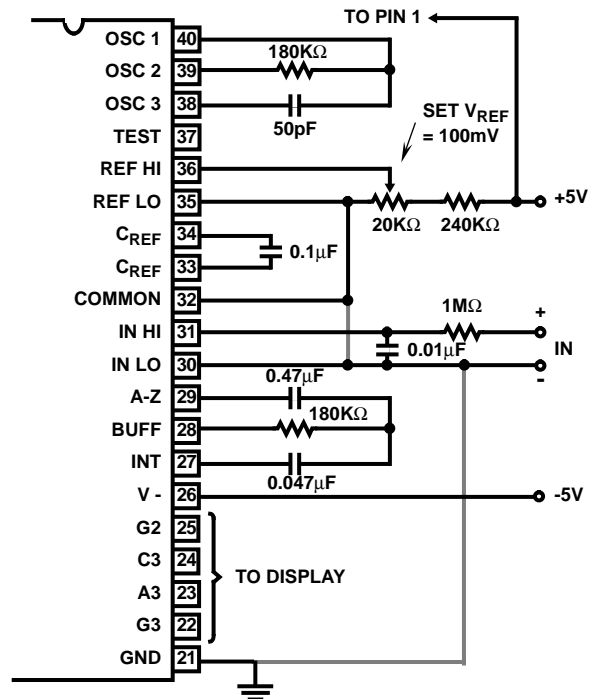 TO PIN 1
OSC 1 40
180KΩ
OSC 2 39
OSC 3 38
50pF
TEST 37
SET VREF
= 100mV
REF HI 36
REF LO 35
+5V
20KΩ 240KΩ
CREF 34
0.1µF
CREF 33
COMMON 32
1MΩ
IN HI 31
+
0.01µF
IN
IN LO 30
-
0.47µF
A-Z 29
180KΩ
BUFF 28
INT 27
0.047µF
V - 26
-5V
G2 25
C3 24
TO DISPLAY
A3 23
G3 22
GND 21